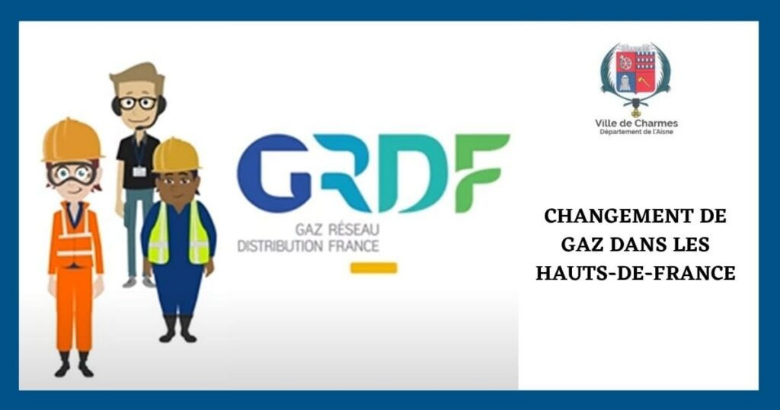 GRDF
GAZ RÉSEAU
DISTRIBUTION FRANCE
Ville de Charmes
Département de l'Aisne
CHANGEMENT DE
GAZ DANS LES
HAUTS-DE-FRANCE